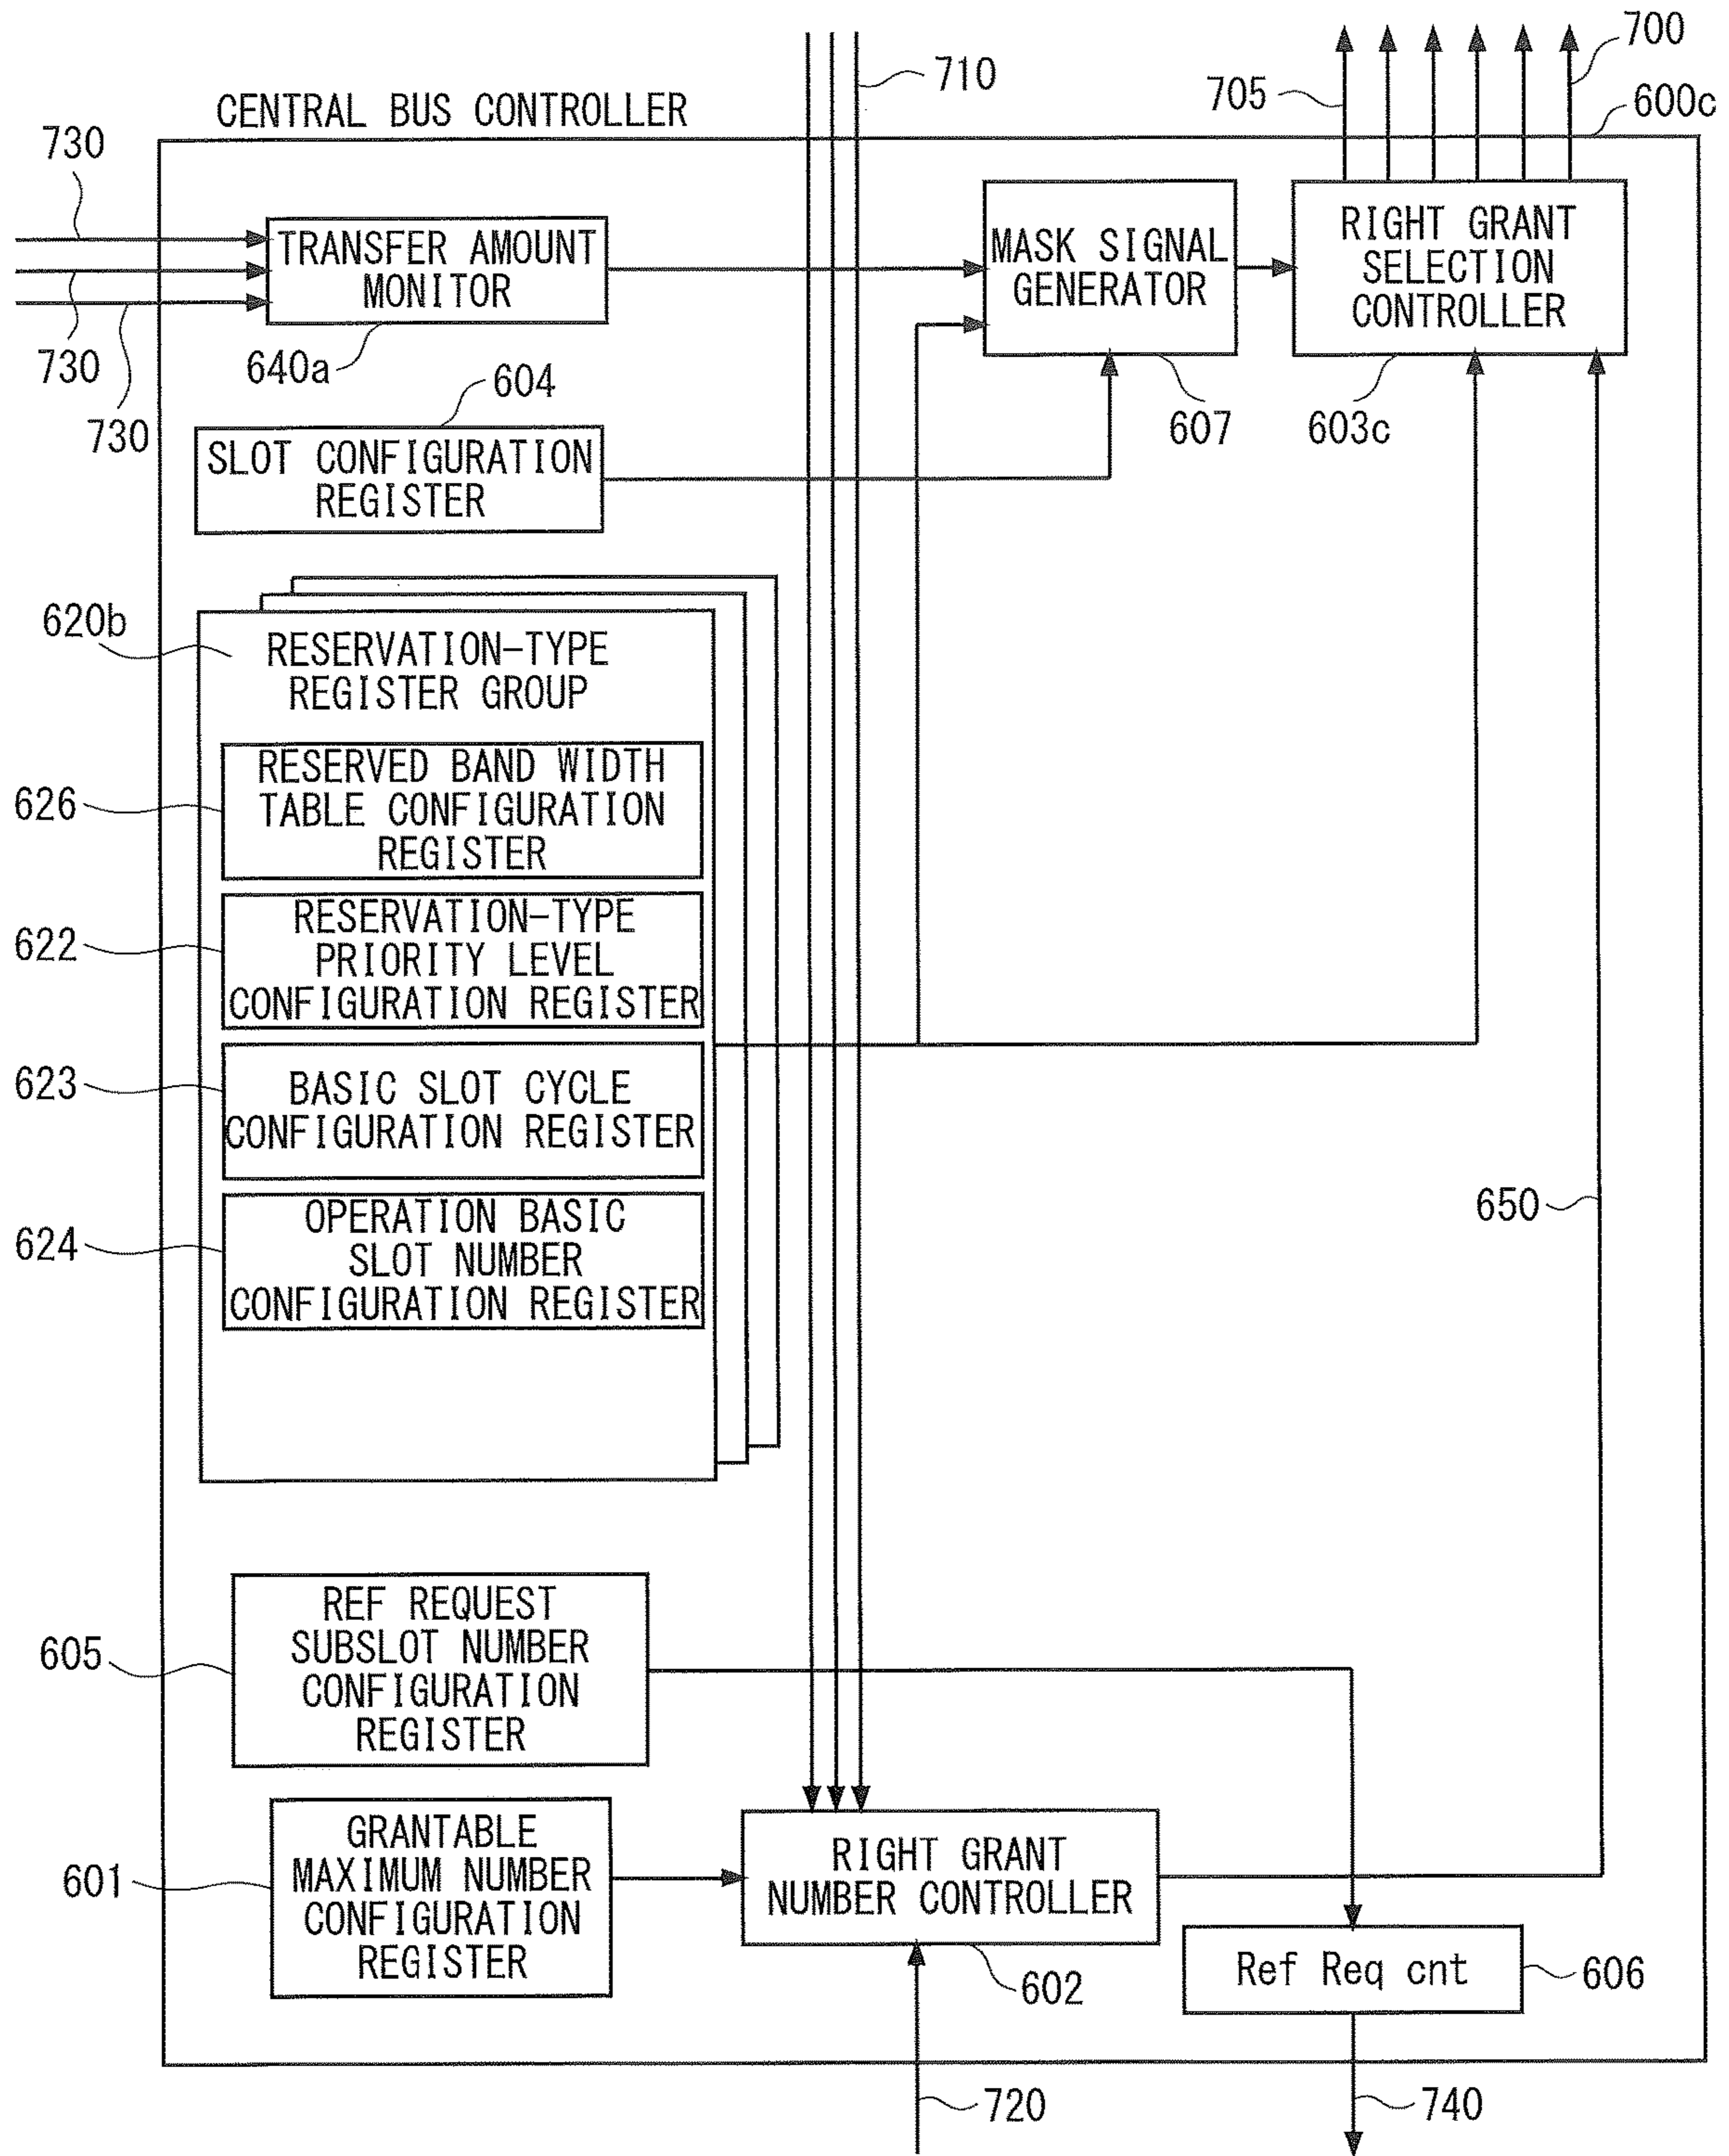 700
710
705
CENTRAL BUS CONTROLLER
600c
730
TRANSFER AMOUNT
MONITOR
MASK SIGNAL
GENERATOR
RIGHT GRANT
SELECTION
CONTROLLER
730
640a
604
730
607
603c
SLOT CONFIGURATION
REGISTER
620b
RESERVATION-TYPE
REGISTER GROUP
626
RESERVED BAND WIDTH
TABLE CONFIGURATION
REGISTER
622
RESERVATION-TYPE
PRIORITY LEVEL
CONFIGURATION REGISTER
623
BASIC SLOT CYCLE
CONFIGURATION REGISTER
624
OPERATION BASIC
SLOT NUMBER
CONFIGURATION REGISTER
650
605
REF REQUEST
SUBSLOT NUMBER
CONFIGURATION
REGISTER
601
GRANTABLE
MAXIMUM NUMBER
CONFIGURATION
REGISTER
RIGHT GRANT
NUMBER CONTROLLER
602
Ref Req cnt
606
720
740